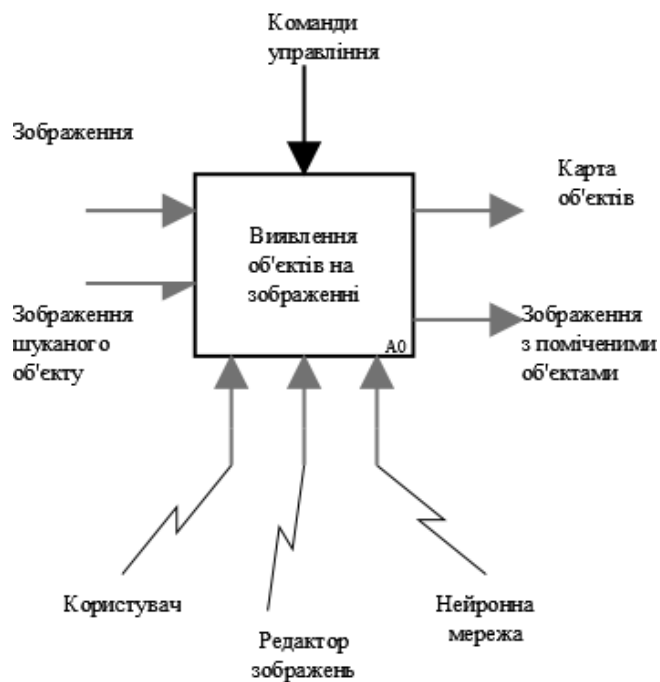 Команди
управління
Зображення
Карта
об'єктів
Виявлення
об'єктів на
зображенні
Зображення
шуканого
об'єкту
A0
Зображення
з поміченими
об'єктами
Користувач
Редактор
зображень
Нейронна
мережа